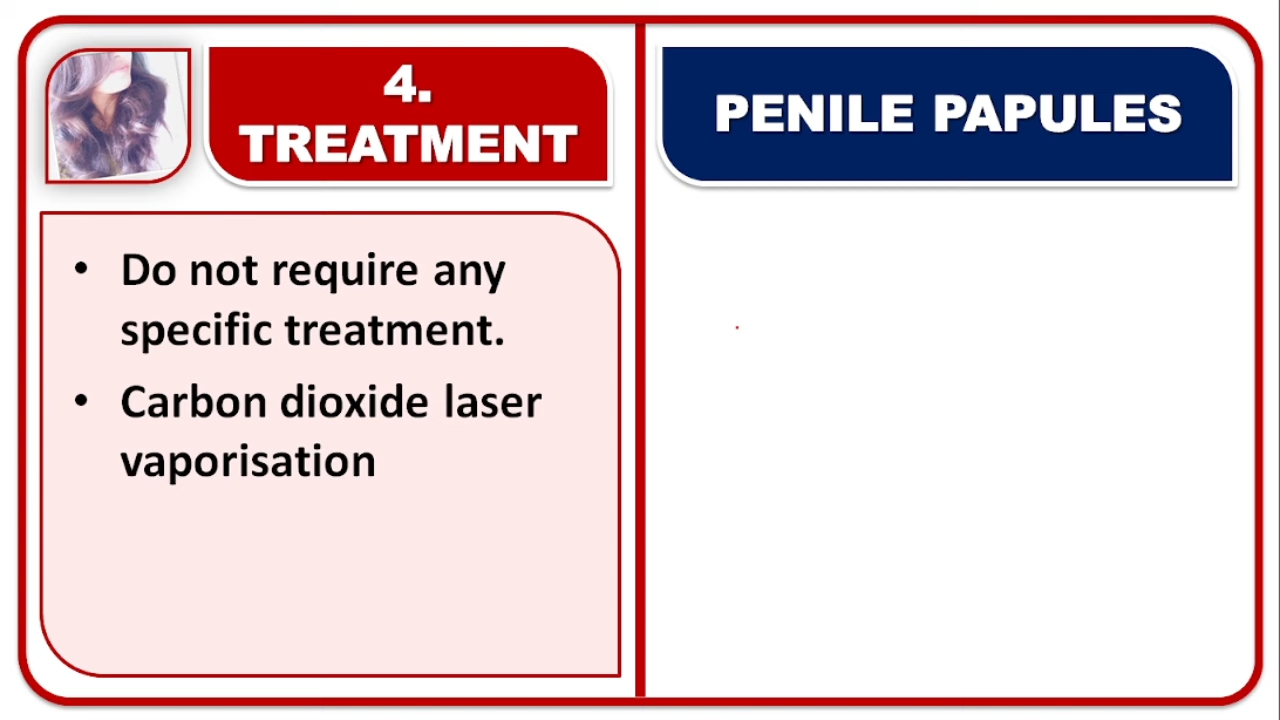 4.
TREATMENT
PENILE PAPULES
• Do not require any
specific treatment.
• Carbon dioxide laser
vaporisation